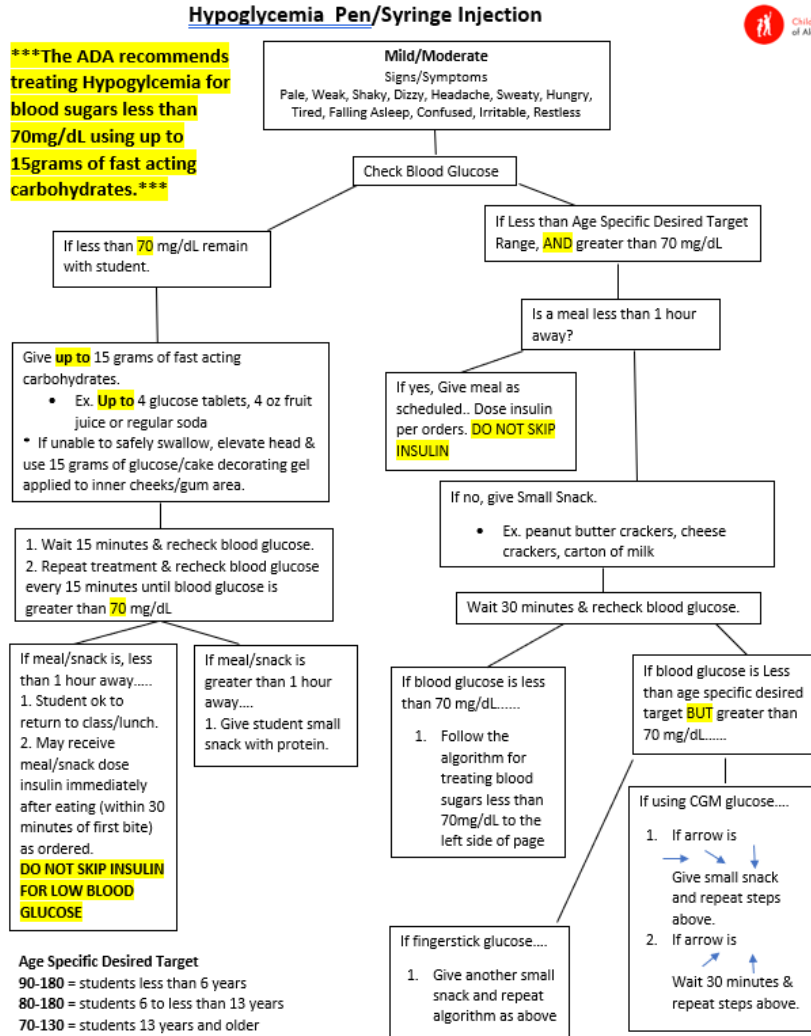 Hypoglycemia Pen/Syringe Injection
***The ADA recommends
treating Hypogylcemia for
blood sugars less than
70mg/dL using up to
15grams of fast acting
carbohydrates.***
Mild/Moderate
Signs/Symptoms
Pale, Weak, Shaky, Dizzy, Headache, Sweaty, Hungry,
Tired, Falling Asleep, Confused, Irritable, Restless
Check Blood Glucose
If less than 70 mg/dL remain
with student.
If Less than Age Specific Desired Target
Range, AND greater than 70 mg/dL
Is a meal less than 1 hour
away?
Give up to 15 grams of fast acting
carbohydrates.
• Ex. Up to 4 glucose tablets, 4 oz fruit
juice or regular soda
* If unable to safely swallow, elevate head &
use 15 grams of glucose/cake decorating gel
applied to inner cheeks/gum area.
If yes, Give meal as
scheduled.. Dose insulin
per orders. DO NOT SKIP
INSULIN
If no, give Small Snack.
• Ex. peanut butter crackers, cheese
crackers, carton of milk
1. Wait 15 minutes & recheck blood glucose.
2. Repeat treatment & recheck blood glucose
every 15 minutes until blood glucose is
greater than 70 mg/dL
Wait 30 minutes & recheck blood glucose.
If meal/snack is, less
than 1 hour away.....
1. Student ok to
return to class/lunch.
2. May receive
meal/snack dose
insulin immediately
after eating (within 30
minutes of first bite)
as ordered.
DO NOT SKIP INSULIN
FOR LOW BLOOD
GLUCOSE
If meal/snack is
greater than 1 hour
away....
1. Give student small
snack with protein.
If blood glucose is less
than 70 mg/dL......
1. Follow the
algorithm for
treating blood
sugars less than
70mg/dL to the
left side of page
If blood glucose is Less
than age specific desired
target BUT greater than
70 mg/dL......
If using CGM glucose....
1. If arrow is
Give small snack
and repeat steps
above.
2. If arrow is
Wait 30 minutes &
repeat steps above.
If fingerstick glucose....
1. Give another small
snack and repeat
algorithm as above
Age Specific Desired Target
90-180 = students less than 6 years
80-180 = students 6 to less than 13 years
70-130 = students 13 years and older